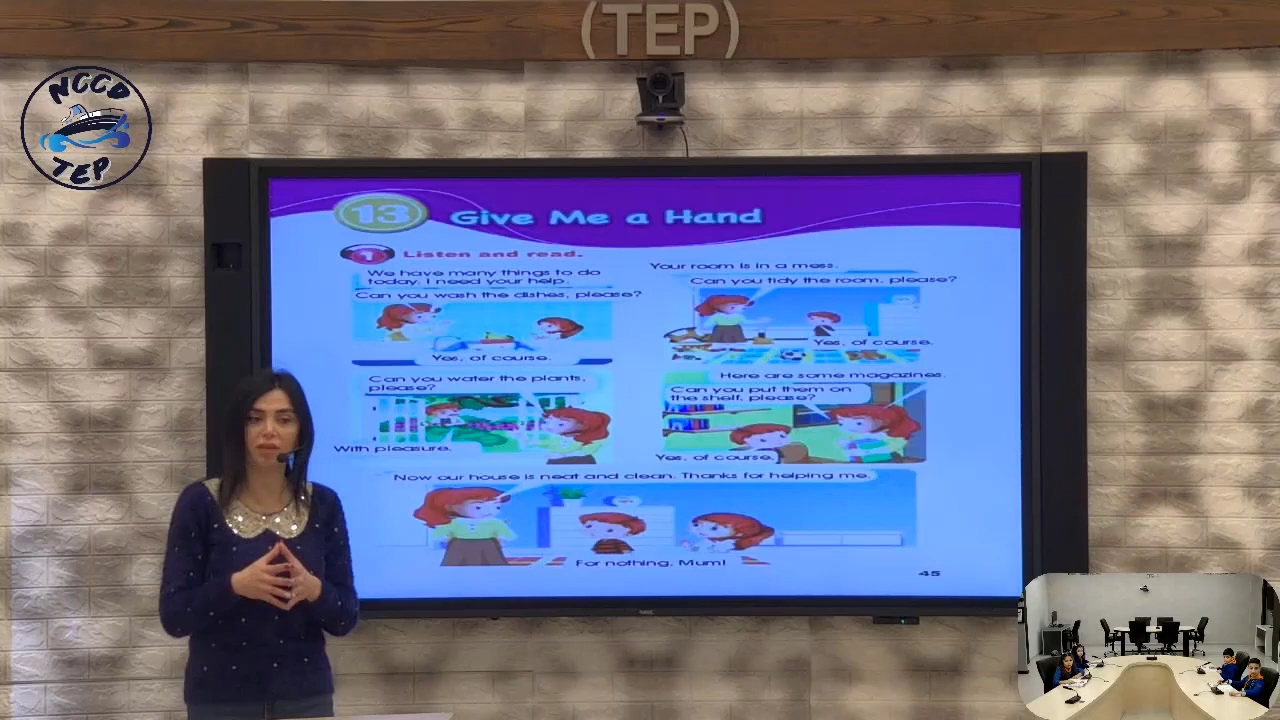 (TEP)
NCCD
TEP
13 Give Me a Hand
1 Listen and read.
We have many things to do
today. I need your help.
Can you wash the dishes, please?
Yes, of course.
Your room is in a mess.
Can you tidy the room, please?
Yes, of course.
Can you water the plants,
please?
With pleasure.
Here are some magazines.
Can you put them on
the shelf, please?
Yes, of course.
Now our house is neat and clean. Thanks for helping me.
For nothing, Mum!
45